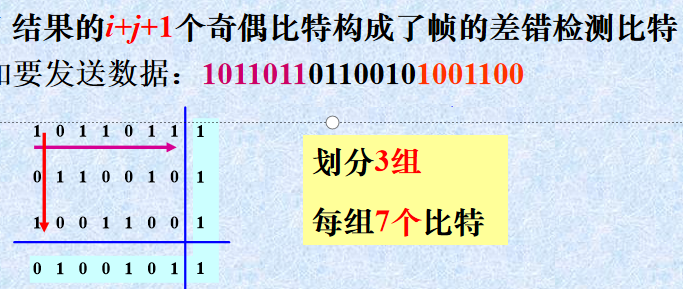 结果的i+j+1个奇偶比特构成了帧的差错检测比特
如要发送数据：101101101100101001100
1 0 1 1 0 1 1 1
0 1 1 0 0 1 0 1
1 0 0 1 1 0 0 1
0 1 0 0 1 0 1 1
划分3组
每组7个比特